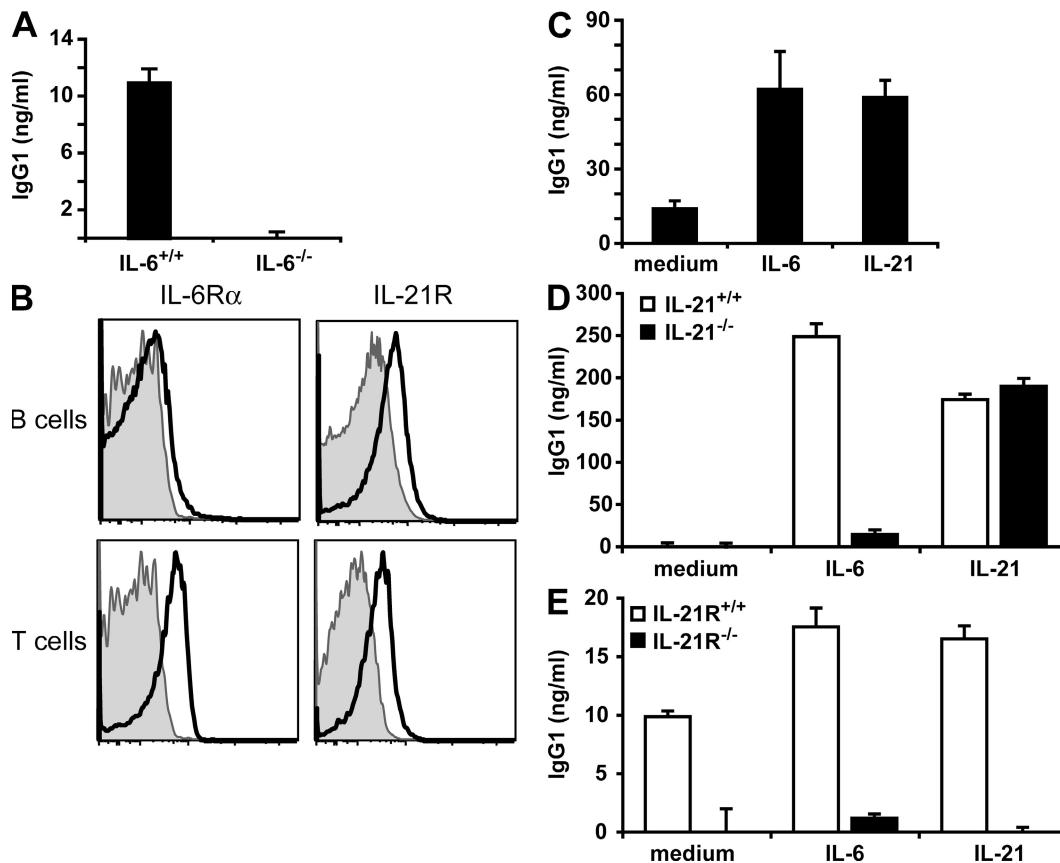 A
14
12
10
8
6
4
2
IgG1 (ng/ml)
IL-6+/+ IL-6-/-
B
IL-6Rα IL-21R
B cells
T cells
C
90
60
30
0
IgG1 (ng/ml)
medium IL-6 IL-21
D
300
250
200
150
100
50
0
IgG1 (ng/ml)
IL-21+/+
IL-21-/-
medium IL-6 IL-21
E
20
15
10
5
0
IgG1 (ng/ml)
IL-21R+/+
IL-21R-/-
medium IL-6 IL-21